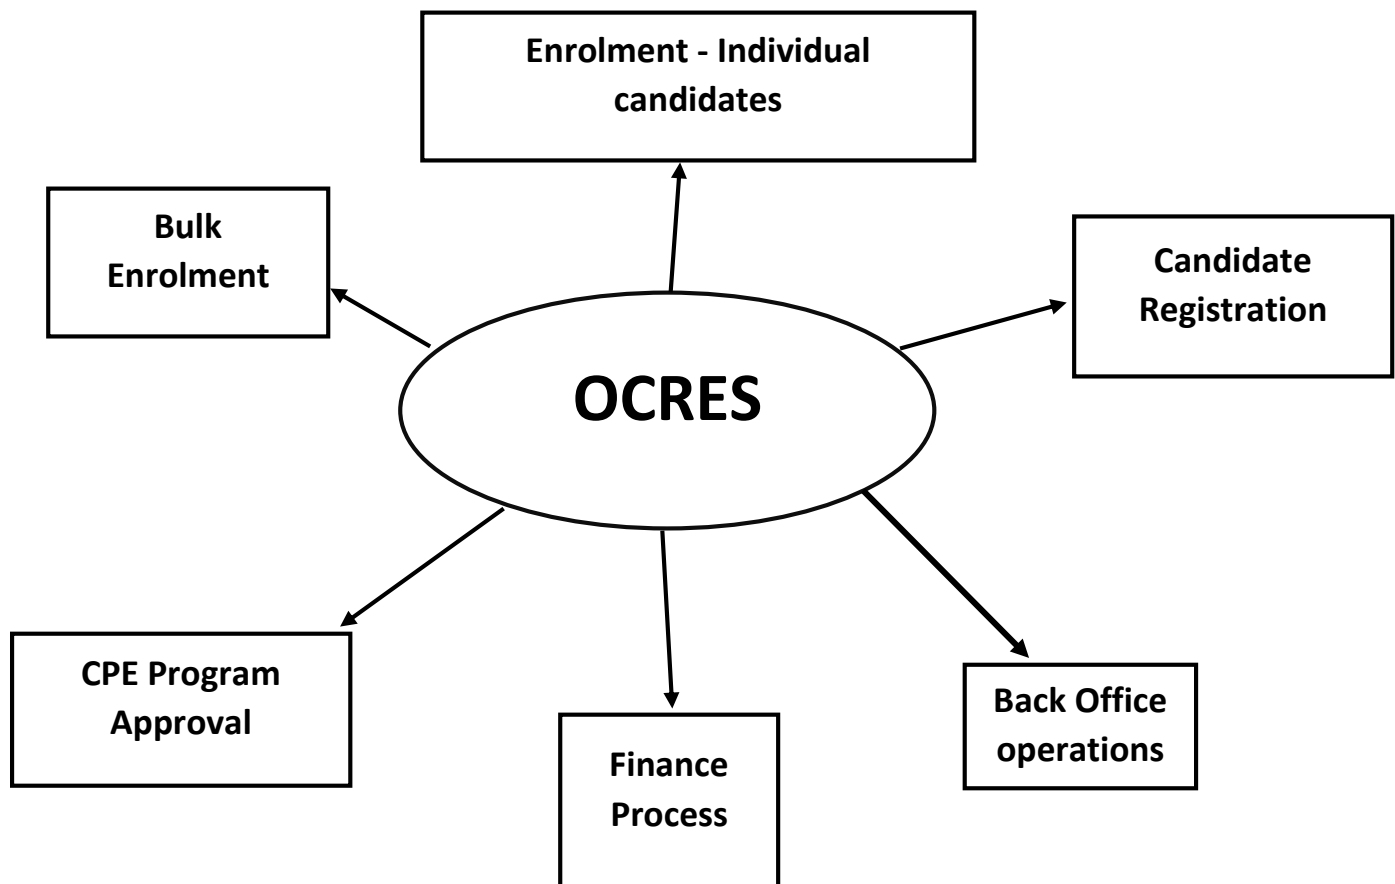 Enrolment - Individual
candidates
Bulk
Enrolment
Candidate
Registration
OCRES
CPE Program
Approval
Back Office
operations
Finance
Process